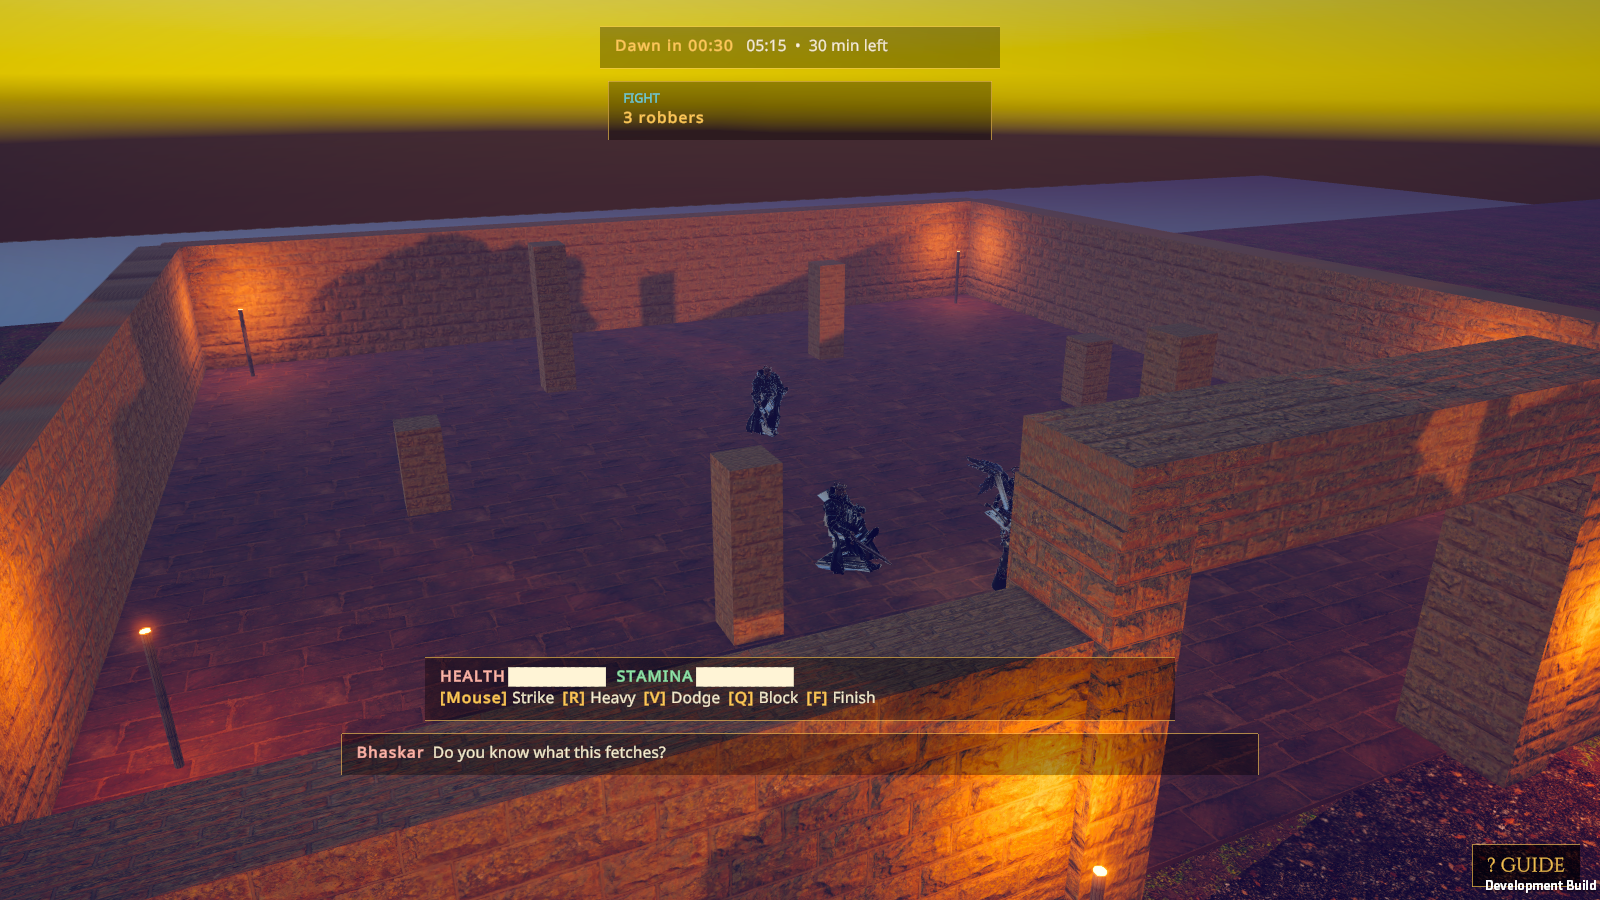 Dawn in 00:30 05:15 • 30 min left
FIGHT
3 robbers
HEALTH STAMINA
[Mouse] Strike [R] Heavy [V] Dodge [Q] Block [F] Finish
Bhaskar Do you know what this fetches?
? GUIDE
Development Build